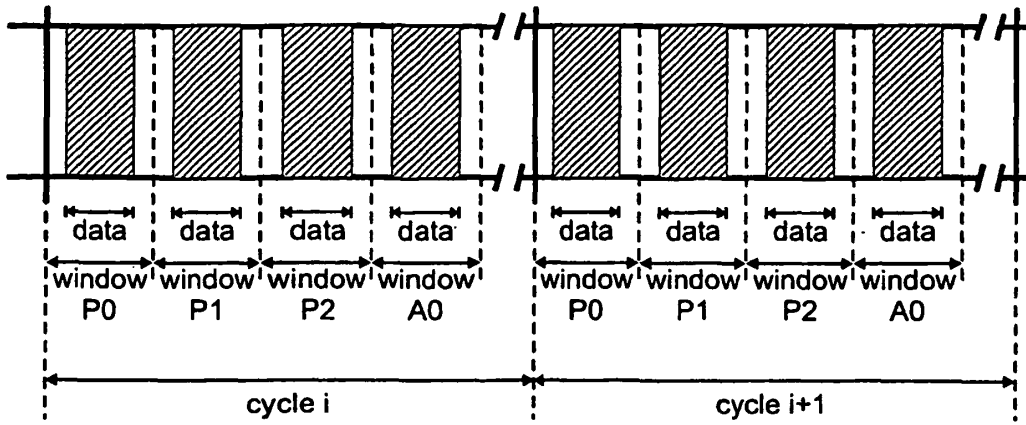 data data data data data data data data
window window window window window window window window
P0 P1 P2 A0 P0 P1 P2 A0
cycle i cycle i+1